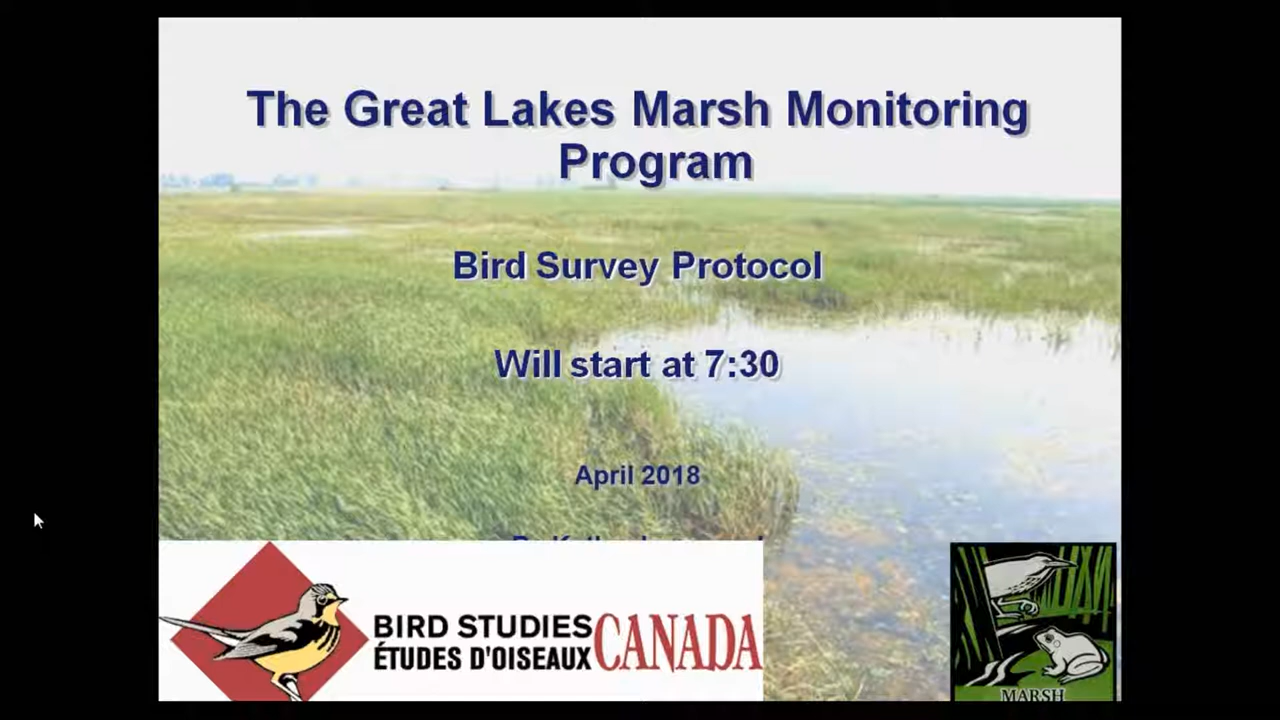 The Great Lakes Marsh Monitoring
Program
Bird Survey Protocol
Will start at 7:30
April 2018
BIRD STUDIES
ÉTUDES D'OISEAUX
CANADA
MARSH